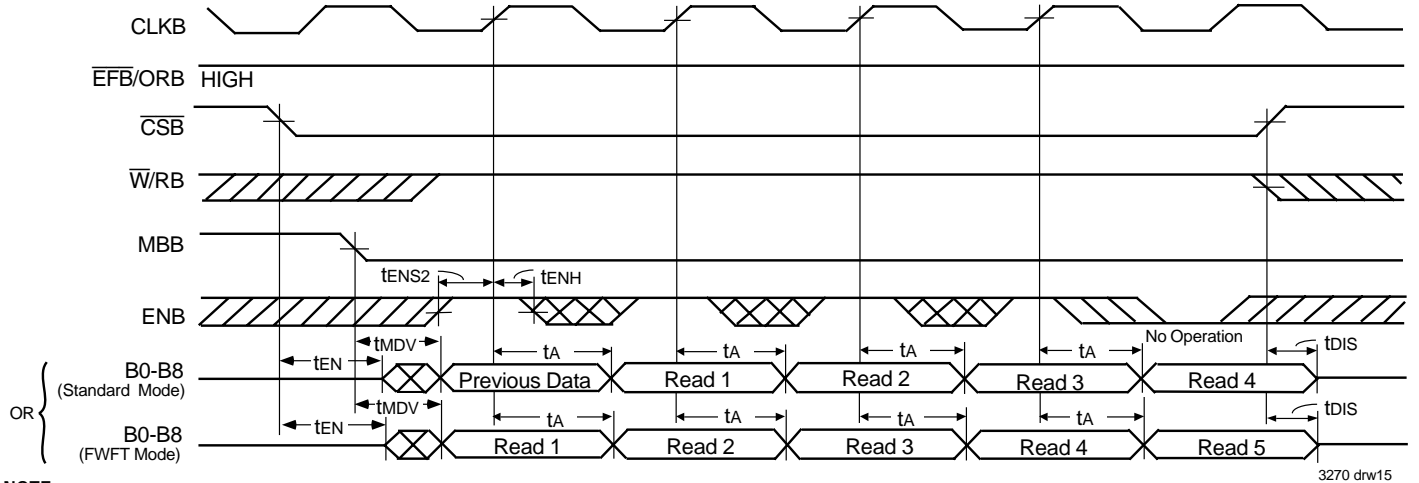 CLKB
EFB/ORB HIGH
CSB
W/RB
MBB
tENS2 tENH
ENB
No Operation
tMDV
tEN tA tA tA tA tDIS
B0-B8
(Standard Mode)
Previous Data Read 1 Read 2 Read 3 Read 4
OR
tMDV
tEN tA tA tA tA tDIS
B0-B8
(FWFT Mode)
Read 1 Read 2 Read 3 Read 4 Read 5
3270 drw15